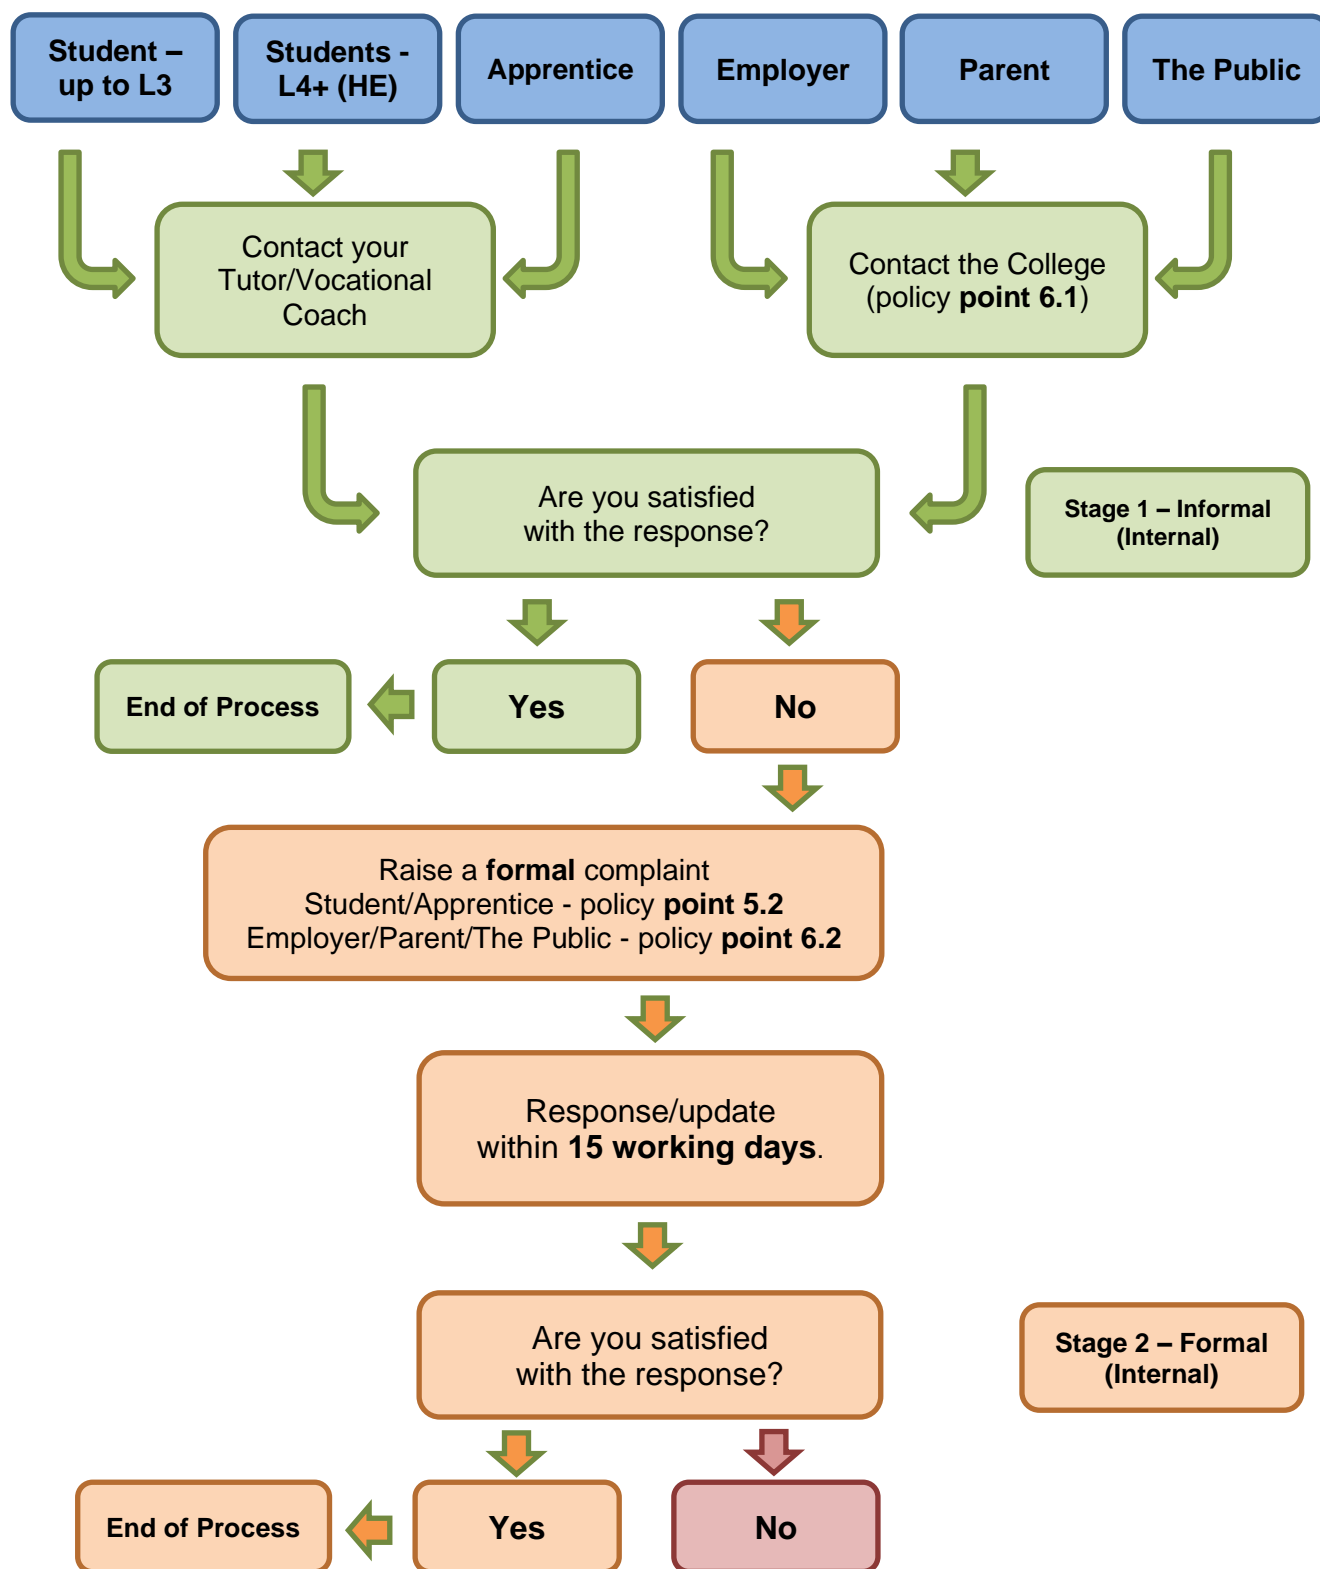 Student –
up to L3
Students -
L4+ (HE)
Apprentice
Employer
Parent
The Public
Contact your
Tutor/Vocational
Coach
Contact the College
(policy point 6.1)
Are you satisfied
with the response?
Stage 1 – Informal
(Internal)
End of Process
Yes
No
Raise a formal complaint
Student/Apprentice - policy point 5.2
Employer/Parent/The Public - policy point 6.2
Response/update
within 15 working days.
Are you satisfied
with the response?
Stage 2 – Formal
(Internal)
End of Process
Yes
No